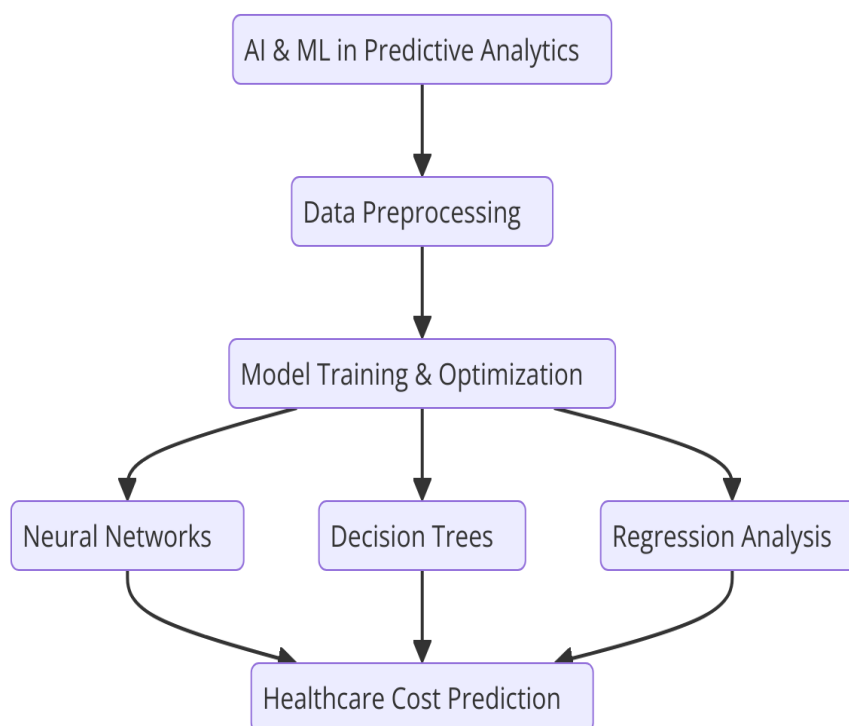 AI & ML in Predictive Analytics
Data Preprocessing
Model Training & Optimization
Neural Networks
Decision Trees
Regression Analysis
Healthcare Cost Prediction